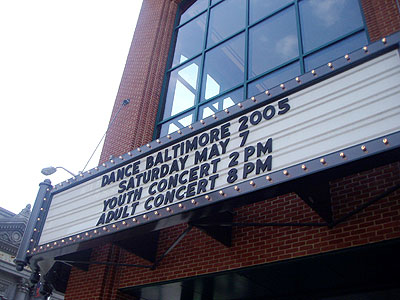 DANCE BALTIMORE 2005
SATURDAY MAY 7
YOUTH CONCERT 2 PM
ADULT CONCERT 8 PM